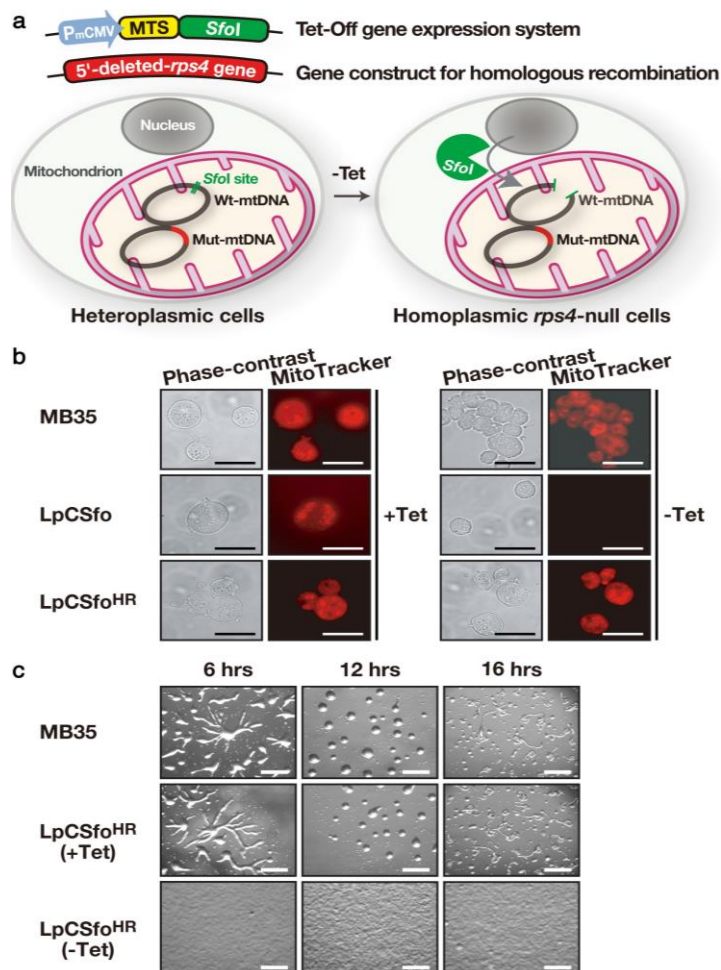 a
PmCMV MTS SfoI Tet-Off gene expression system
5'-deleted-rps4 gene Gene construct for homologous recombination
Nucleus
Mitochondrion
SfoI site
Wt-mtDNA
Mut-mtDNA
Heteroplasmic cells
-Tet
SfoI
Wt-mtDNA
Mut-mtDNA
Homoplasmic rps4-null cells
b
Phase-contrast MitoTracker Phase-contrast MitoTracker
MB35
LpCSfo +Tet -Tet
LpCSfoHR
c
6 hrs 12 hrs 16 hrs
MB35
LpCSfoHR
(+Tet)
LpCSfoHR
(-Tet)